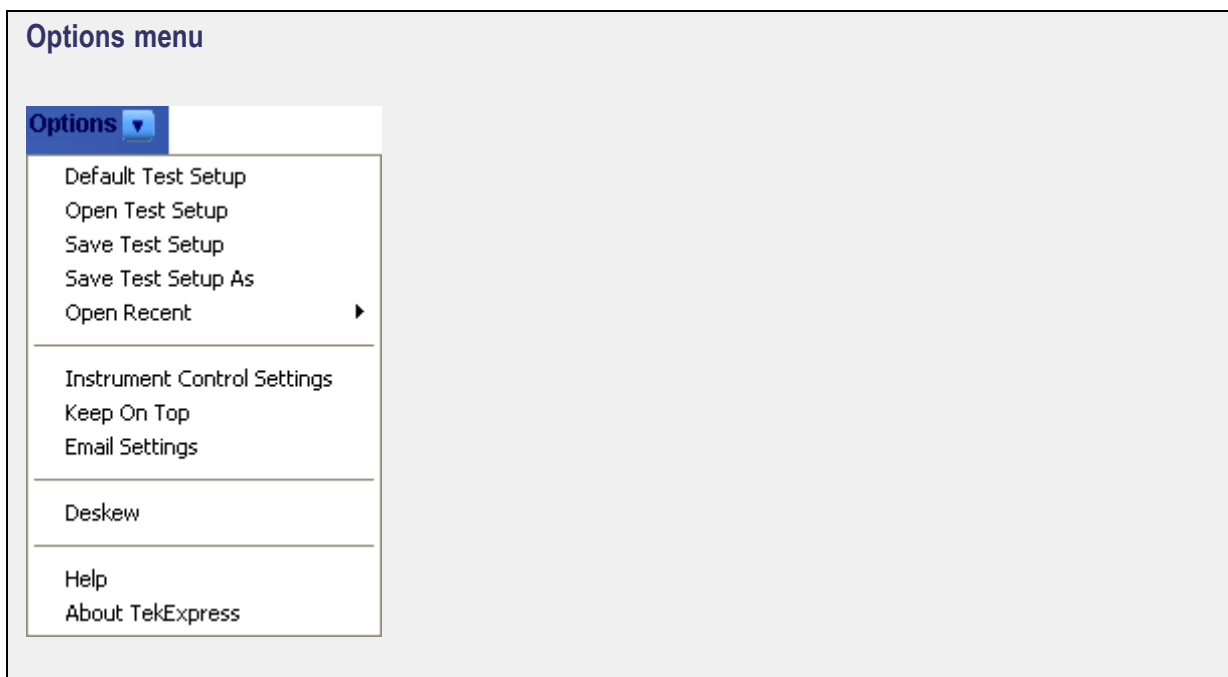 Options menu
Options
Default Test Setup
Open Test Setup
Save Test Setup
Save Test Setup As
Open Recent
Instrument Control Settings
Keep On Top
Email Settings
Deskew
Help
About TekExpress